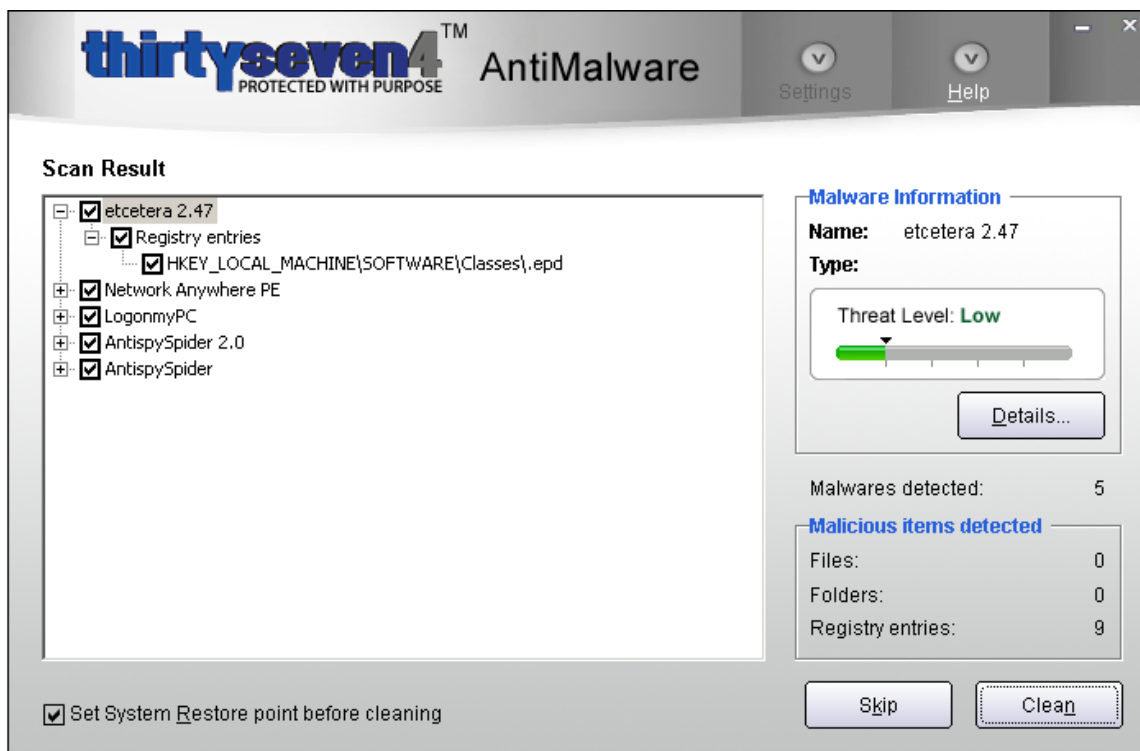 thirtyseven4™
PROTECTED WITH PURPOSE
AntiMalware
Settings
Help
Scan Result
etcetera 2.47
Registry entries
HKEY_LOCAL_MACHINE\SOFTWARE\Classes\.epd
Network Anywhere PE
LogonmyPC
AntispySpider 2.0
AntispySpider
Malware Information
Name: etcetera 2.47
Type:
Threat Level: Low
Details...
Malwares detected: 5
Malicious items detected
Files: 0
Folders: 0
Registry entries: 9
Set System Restore point before cleaning
Skip
Clean